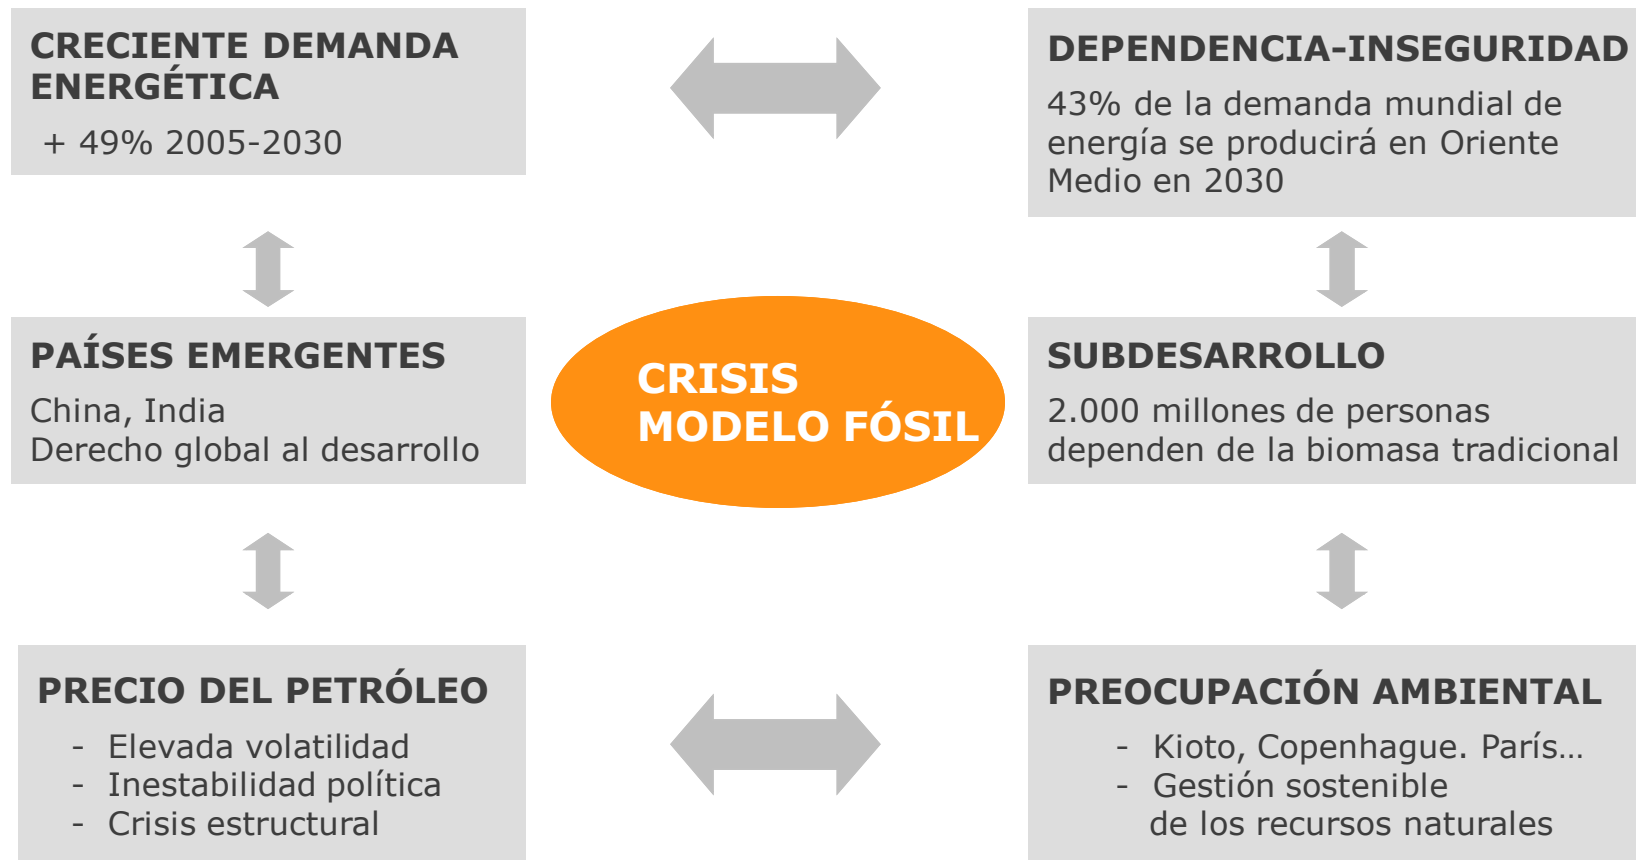 CRECIENTE DEMANDA
ENERGÉTICA
+ 49% 2005-2030
DEPENDENCIA-INSEGURIDAD
43% de la demanda mundial de
energía se producirá en Oriente
Medio en 2030
PAÍSES EMERGENTES
China, India
Derecho global al desarrollo
CRISIS
MODELO FÓSIL
SUBDESARROLLO
2.000 millones de personas
dependen de la biomasa tradicional
PRECIO DEL PETRÓLEO
- Elevada volatilidad
- Inestabilidad política
- Crisis estructural
PREOCUPACIÓN AMBIENTAL
- Kioto, Copenhague. París…
- Gestión sostenible
de los recursos naturales